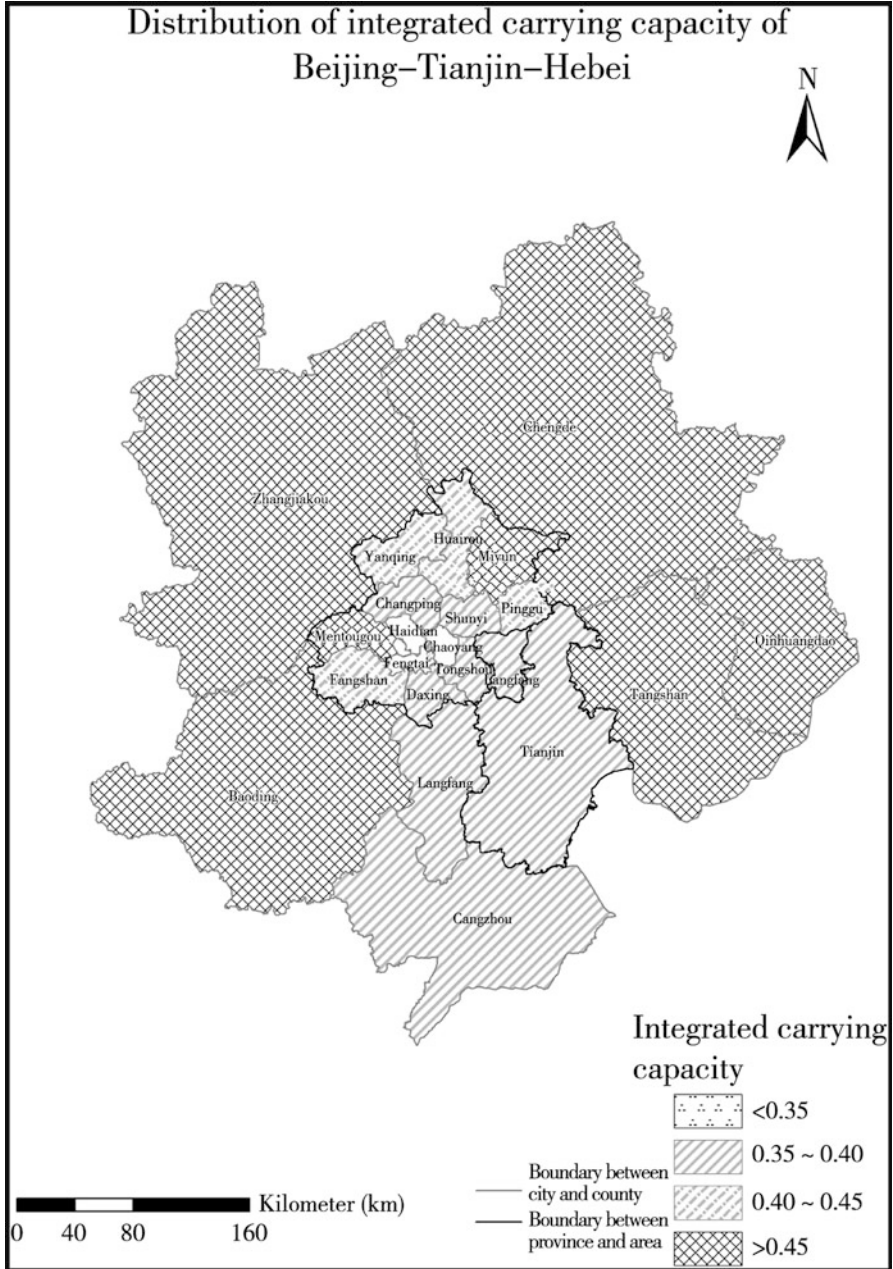 Distribution of integrated carrying capacity of
Beijing–Tianjin–Hebei
N
Chengde
Zhangjiakou
Huairou
Yanqing
Miyun
Changping
Pinggu
Shunyi
Mentougou
Haidian
Qinhuangdao
Chaoyang
Fengtai
Tongshou
Fangshan
Langfang
Daxing
Tangshan
Tianjin
Langfang
Baoding
Cangzhou
Integrated carrying
capacity
<0.35
0.35 ~ 0.40
0.40 ~ 0.45
>0.45
Boundary between
city and county
Boundary between
province and area
Kilometer (km)
0 40 80 160